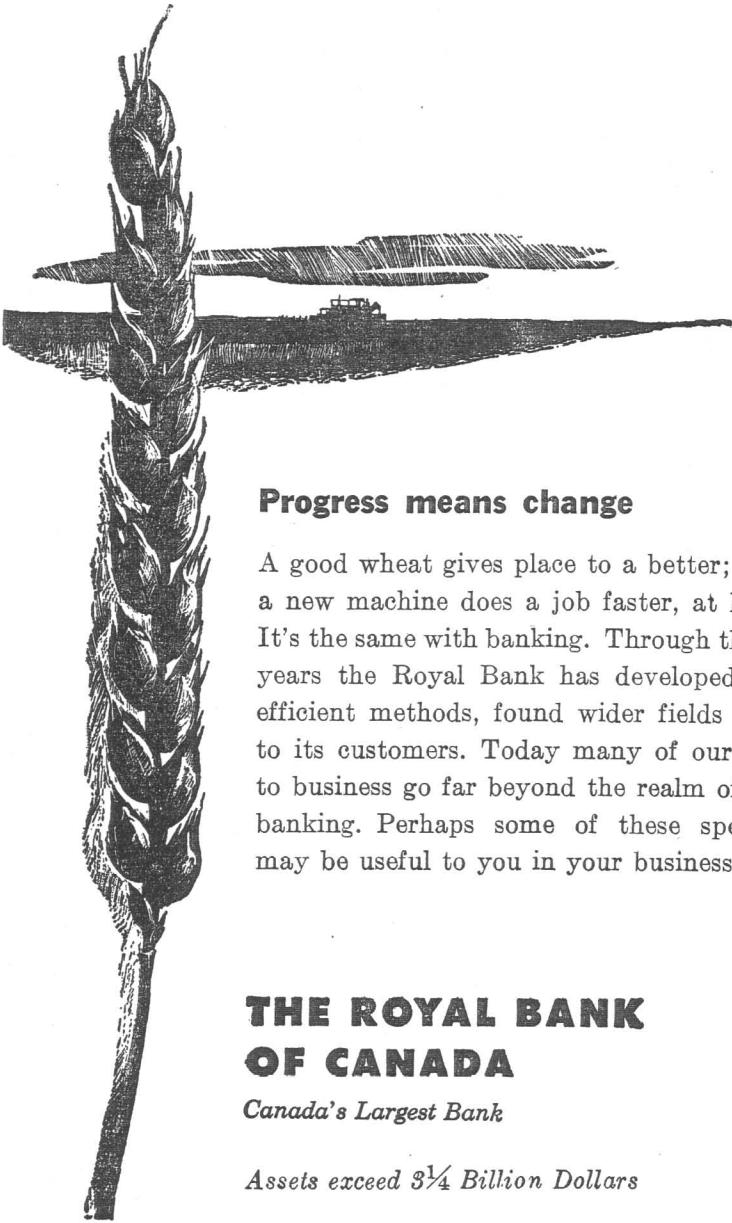 Progress means change
A good wheat gives place to a better;
a new machine does a job faster, at
It's the same with banking. Through
years the Royal Bank has developed
efficient methods, found wider fields
to its customers. Today many of our
to business go far beyond the realm
banking. Perhaps some of these
may be useful to you in your business
THE ROYAL BANK
OF CANADA
Canada's Largest Bank
Assets exceed 3¼ Billion Dollars